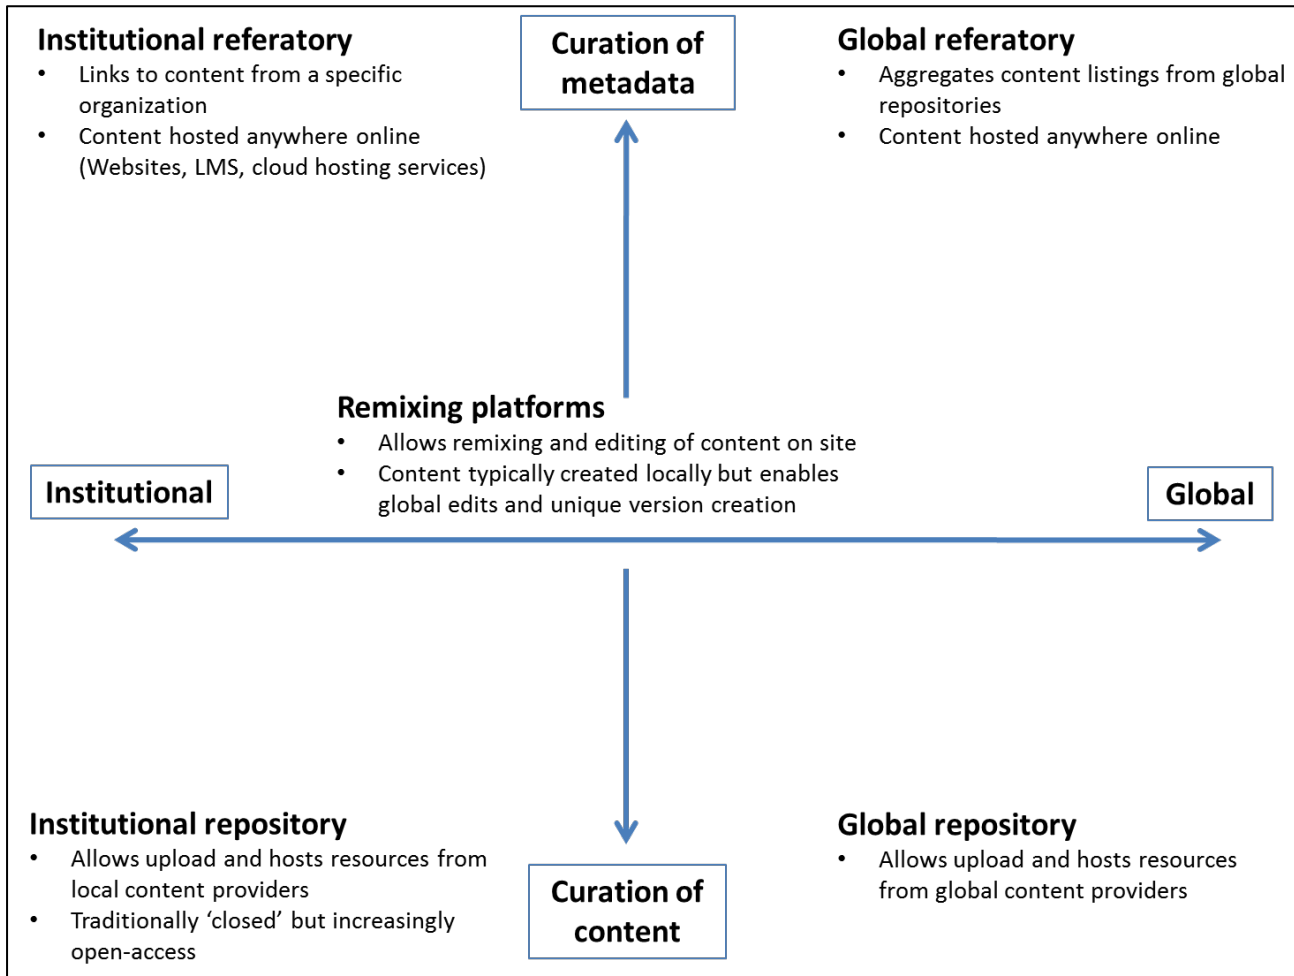 Institutional referatory
• Links to content from a specific
organization
• Content hosted anywhere online
(Websites, LMS, cloud hosting services)
Curation of
metadata
Global referatory
• Aggregates content listings from global
repositories
• Content hosted anywhere online
Remixing platforms
• Allows remixing and editing of content on site
• Content typically created locally but enables
global edits and unique version creation
Institutional
Global
Institutional repository
• Allows upload and hosts resources from
local content providers
• Traditionally ‘closed’ but increasingly
open-access
Curation of
content
Global repository
• Allows upload and hosts resources
from global content providers